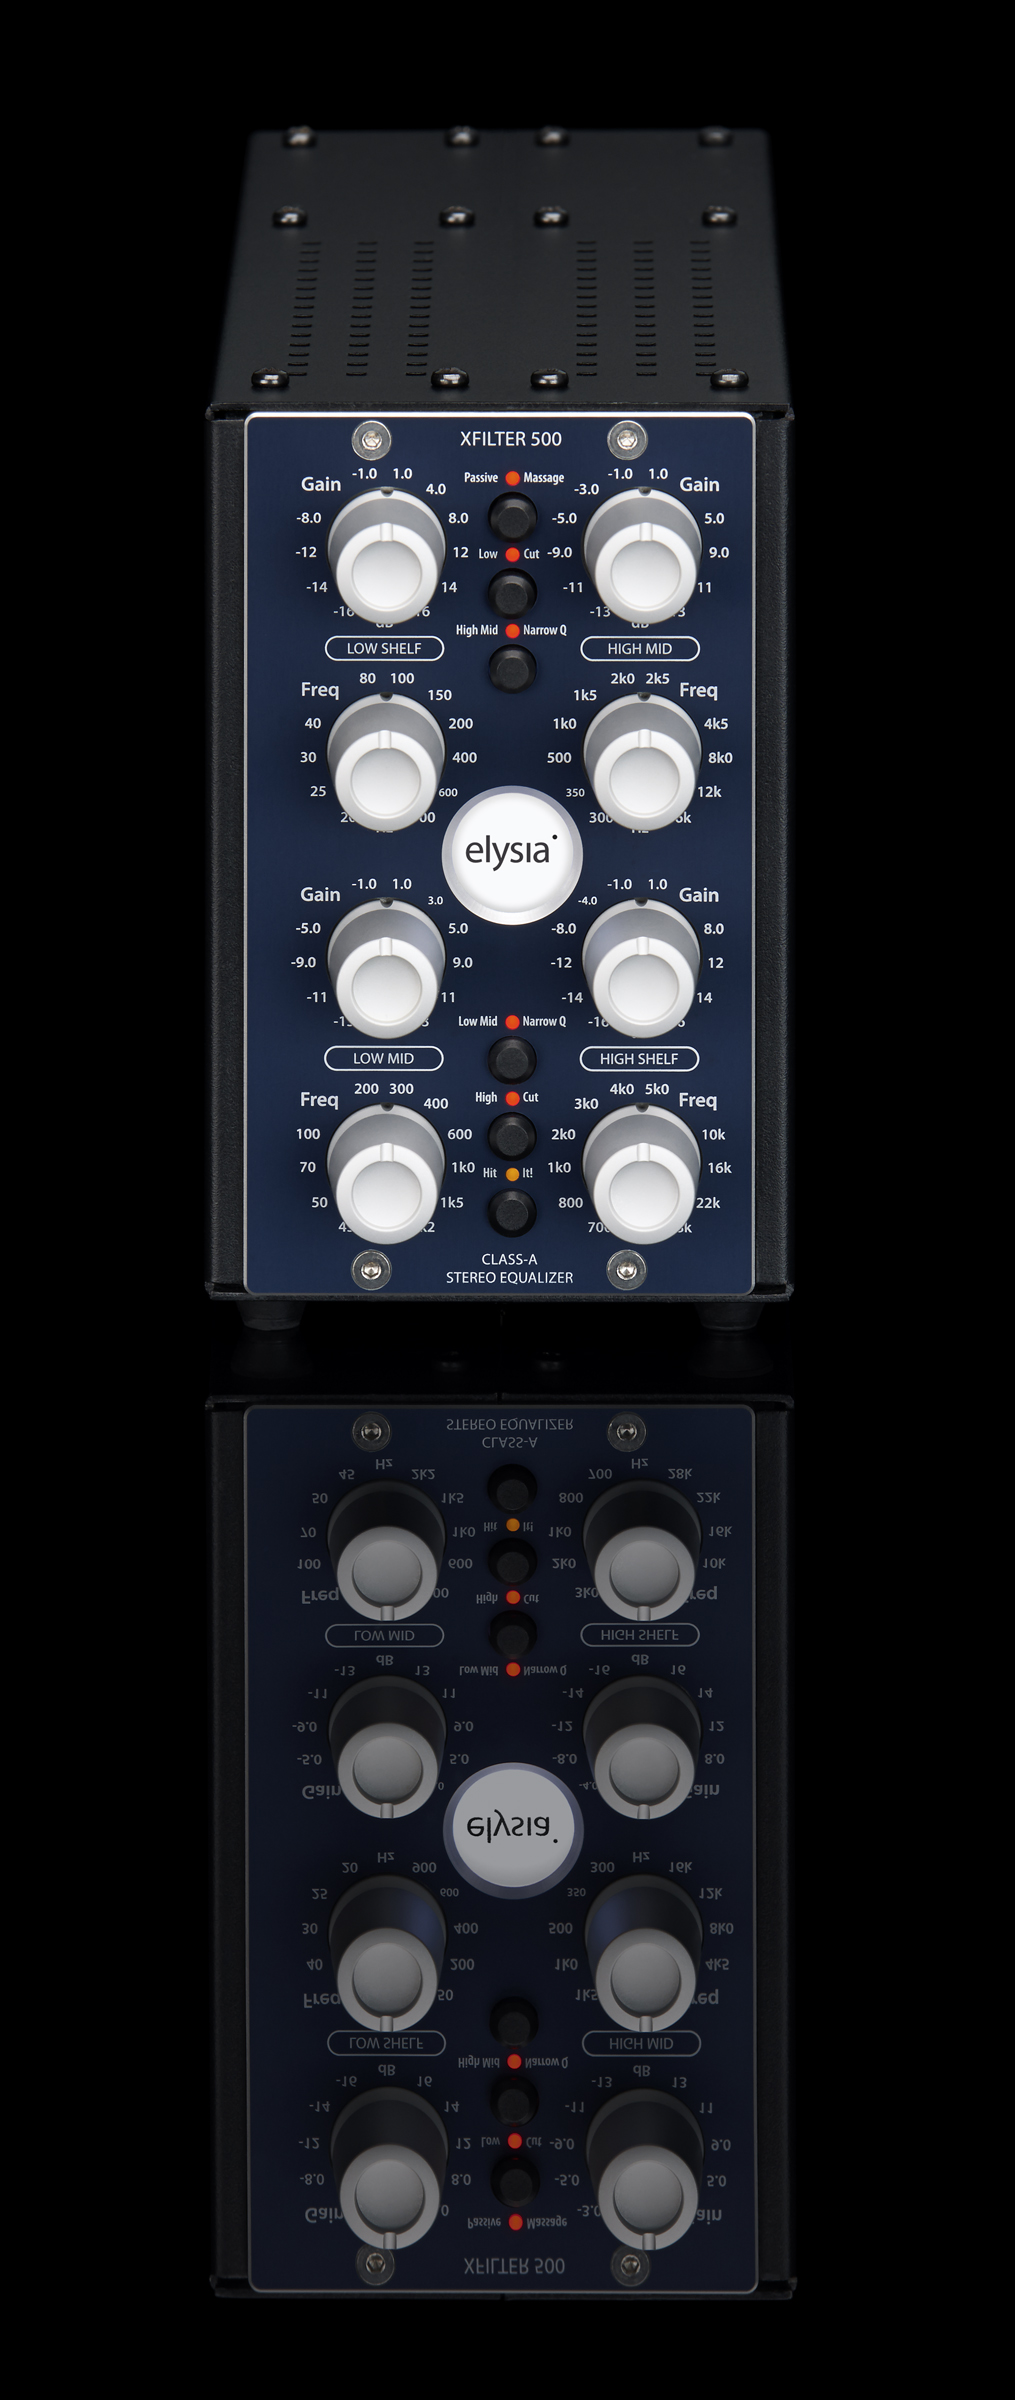 XFILTER 500
Passive Massage
Gain -1.0 1.0 4.0
-8.0 8.0
-12 12
-14 14
LOW SHELF
Low Cut
High Mid Narrow Q
-3.0 -1.0 1.0 Gain
-5.0 5.0
-9.0 9.0
-11 11
-13
HIGH MID
Freq 80 100 150
40 200
30 400
25 600
1k5 2k0 2k5 Freq
1k0 4k5
500 8k0
350 12k
300
elysia
Gain -1.0 1.0 3.0
-5.0 5.0
-9.0 9.0
-11 11
LOW MID
-4.0 -1.0 1.0 Gain
-8.0 8.0
-12 12
-14 14
HIGH SHELF
Low Mid Narrow Q
High Cut
Hit It!
Freq 200 300 400
100 600
70 1k0
50 1k5
3k0 4k0 5k0 Freq
2k0 10k
1k0 16k
800 22k
CLASS-A
STEREO EQUALIZER